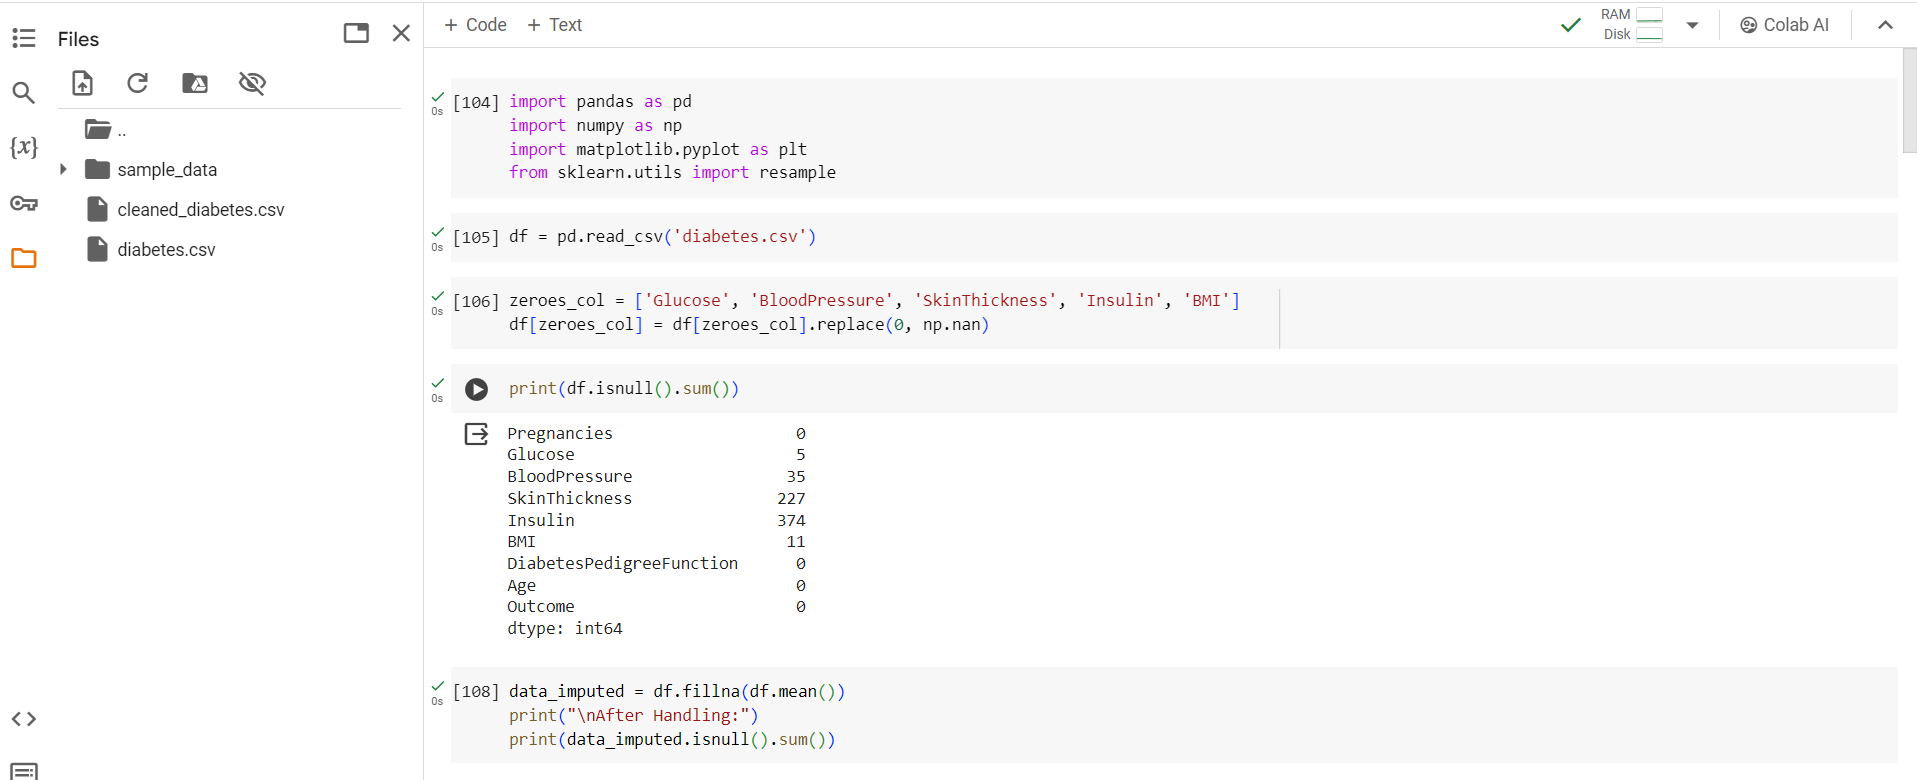 Files
..
sample_data
cleaned_diabetes.csv
diabetes.csv
{x}
+ Code + Text
RAM
Disk
Colab AI
0s
[104] import pandas as pd
import numpy as np
import matplotlib.pyplot as plt
from sklearn.utils import resample
0s
[105] df = pd.read_csv('diabetes.csv')
0s
[106] zeroes_col = ['Glucose', 'BloodPressure', 'SkinThickness', 'Insulin', 'BMI']
df[zeroes_col] = df[zeroes_col].replace(0, np.nan)
0s
print(df.isnull().sum())
Pregnancies 0
Glucose 5
BloodPressure 35
SkinThickness 227
Insulin 374
BMI 11
DiabetesPedigreeFunction 0
Age 0
Outcome 0
dtype: int64
0s
[108] data_imputed = df.fillna(df.mean())
print("\nAfter Handling:")
print(data_imputed.isnull().sum())